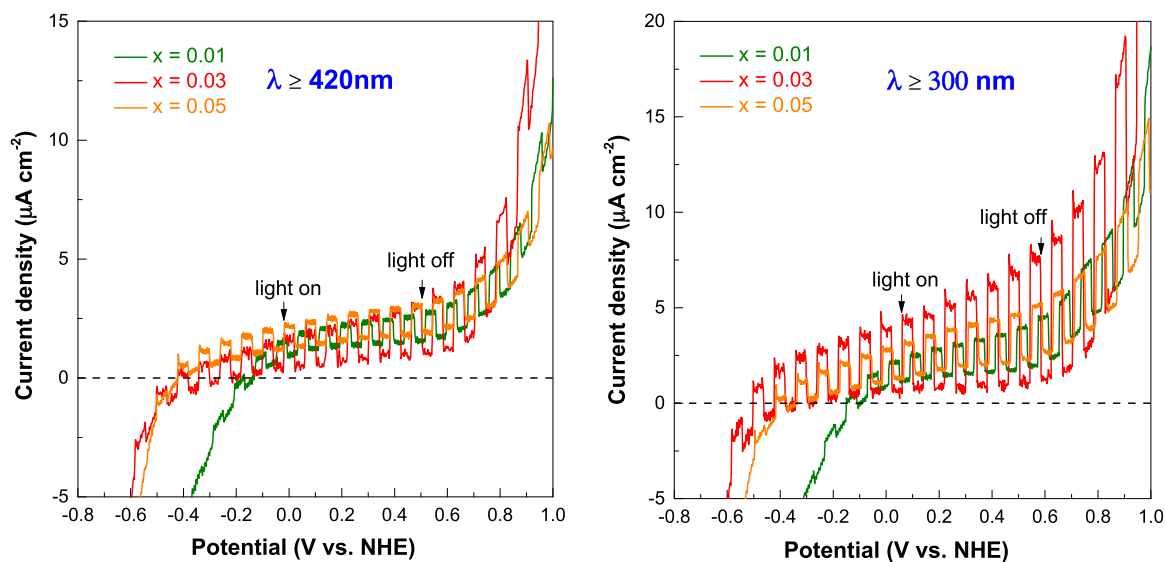 15
10
5
0
-5
-0.8
-0.6
-0.4
-0.2
0.0
0.2
0.4
0.6
0.8
1.0
Current density (μA cm⁻²)
Potential (V vs. NHE)
x = 0.01
x = 0.03
x = 0.05
λ ≥ 420nm
light on
light off
20
15
10
5
0
-5
-0.8
-0.6
-0.4
-0.2
0.0
0.2
0.4
0.6
0.8
1.0
Current density (μA cm⁻²)
Potential (V vs. NHE)
x = 0.01
x = 0.03
x = 0.05
λ ≥ 300 nm
light off
light on